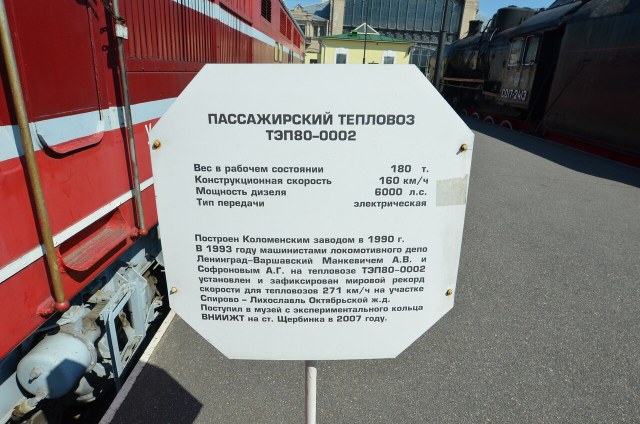 ПАССАЖИРСКИЙ ТЕПЛОВОЗ
ТЭП80-0002
Вес в рабочем состоянии 180 т.
Конструкционная скорость 160 км/ч
Мощность дизеля 6000 л.с.
Тип передачи электрическая
Построен Коломенским заводом в 1990 г.
В 1993 году машинистами локомотивного депо
Ленинград-Варшавский Манкевичем А.В. и
Софроновым А.Г. на тепловозе ТЭП80-0002
установлен и зафиксирован мировой рекорд
скорости для тепловозов 271 км/ч на участке
Спирово - Лихославль Октябрьской ж.д.
Поступил в музей с экспериментального кольца
ВНИИЖТ на ст. Щербинка в 2007 году.